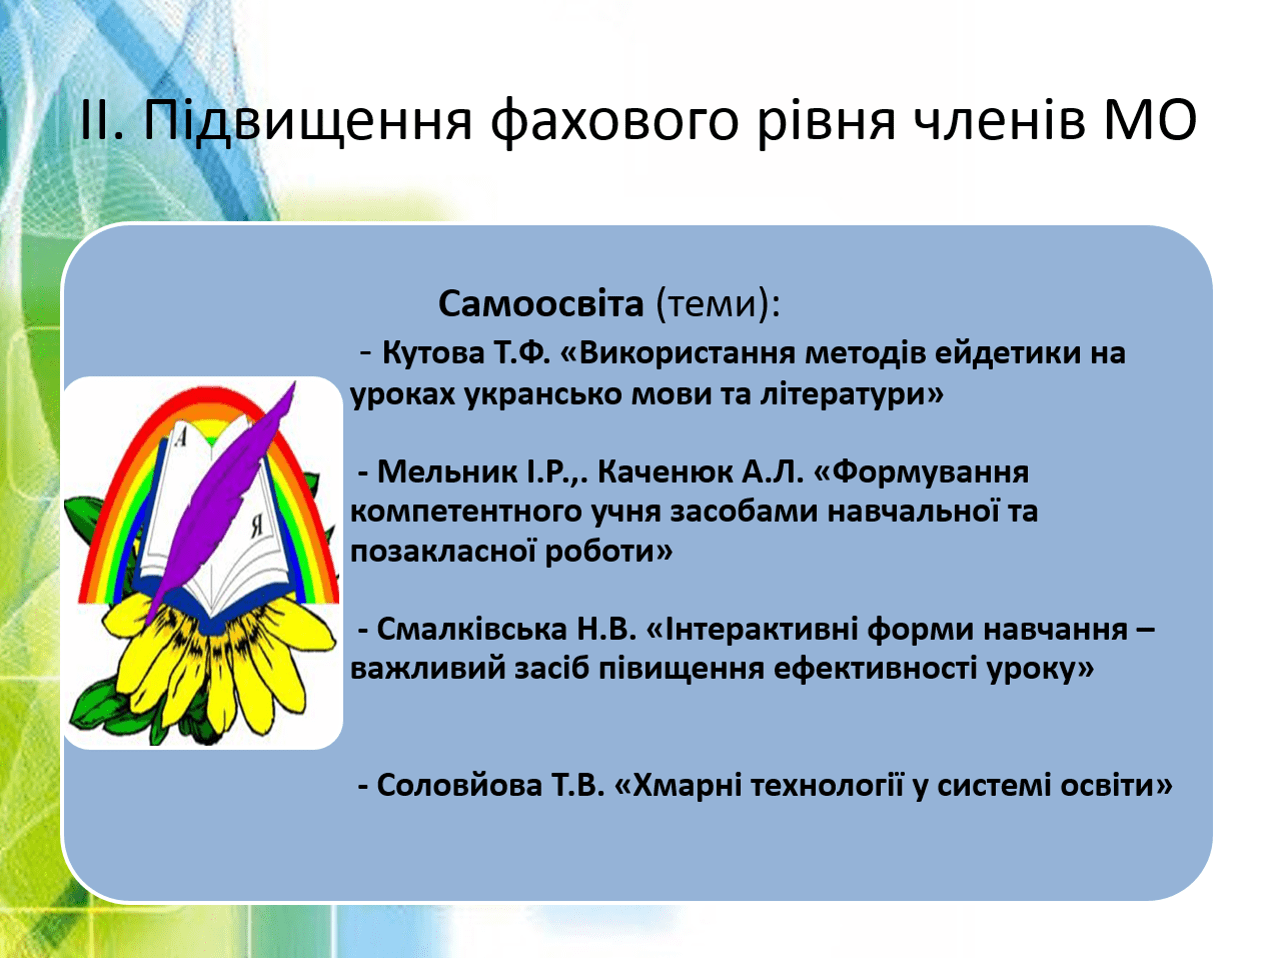 ІІ. Підвищення фахового рівня членів МО
Самоосвіта (теми):
- Кутова Т.Ф. «Використання методів ейдетики на
уроках укрансько мови та літератури»
- Мельник І.Р.,. Каченюк А.Л. «Формування
компетентного учня засобами навчальної та
позакласної роботи»
- Смалківська Н.В. «Інтерактивні форми навчання –
важливий засіб півищення ефективності уроку»
- Соловйова Т.В. «Хмарні технології у системі освіти»
А
Я